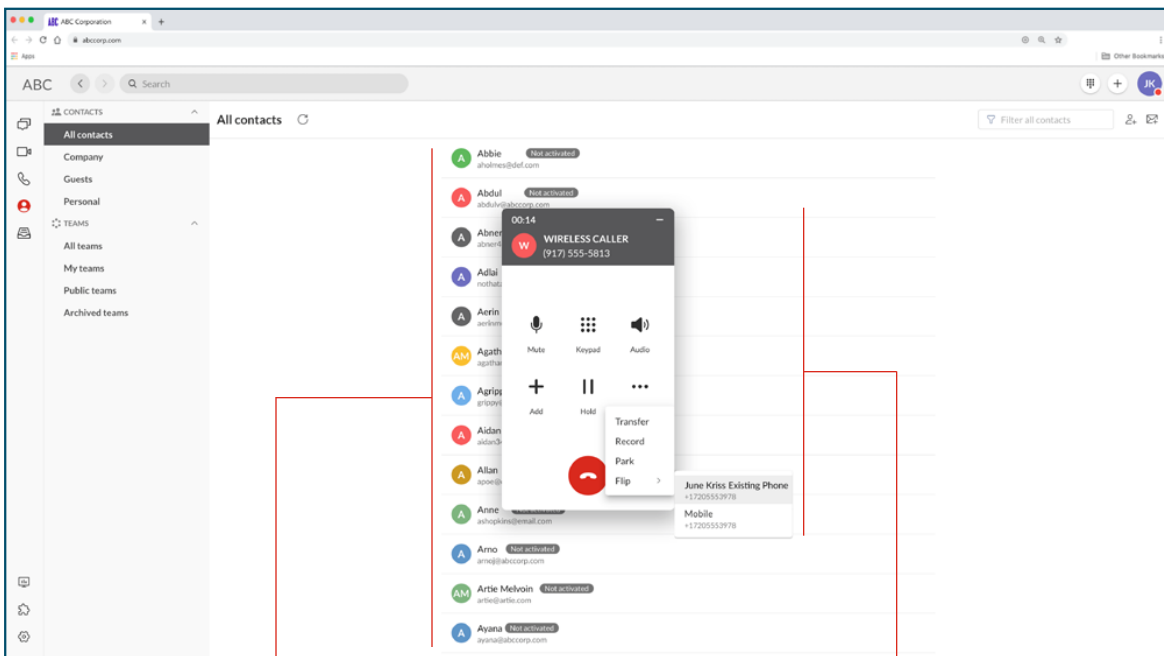 ABC Corporation
abccorp.com
Apps
Other Bookmarks
ABC
Search
JK
CONTACTS
All contacts
Company
Guests
Personal
TEAMS
All teams
My teams
Public teams
Archived teams
All contacts
Filter all contacts
A Abbie Not activated
aholmes@def.com
A Abdul Not activated
abdulv@abccorp.com
A Abner
A Adlai
A Aerin
AM Agath
A Agripp
A Aidan
A Allan
A Anne
ashopkins@email.com
A Arno Not activated
arnoj@abccorp.com
AM Artie Melvoin Not activated
artie@artie.com
A Ayana Not activated
ayana@abccorp.com
00:14
W WIRELESS CALLER
(917) 555-5813
Mute Keypad Audio
Add Hold
Transfer
Record
Park
Flip
June Kriss Existing Phone
+17205553978
Mobile
+17205553978